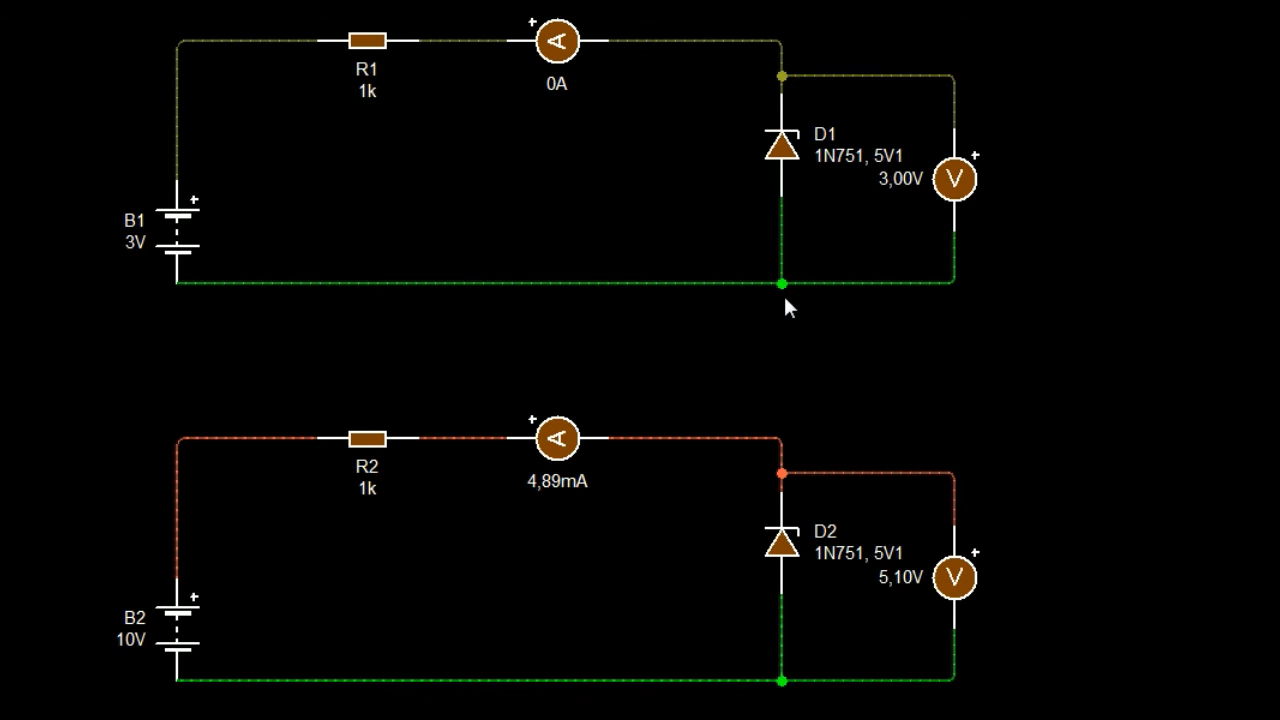 +
A
R1
1k
0A
D1
1N751, 5V1
+
3,00V
V
+
B1
3V
+
A
R2
1k
4,89mA
D2
1N751, 5V1
+
5,10V
V
+
B2
10V